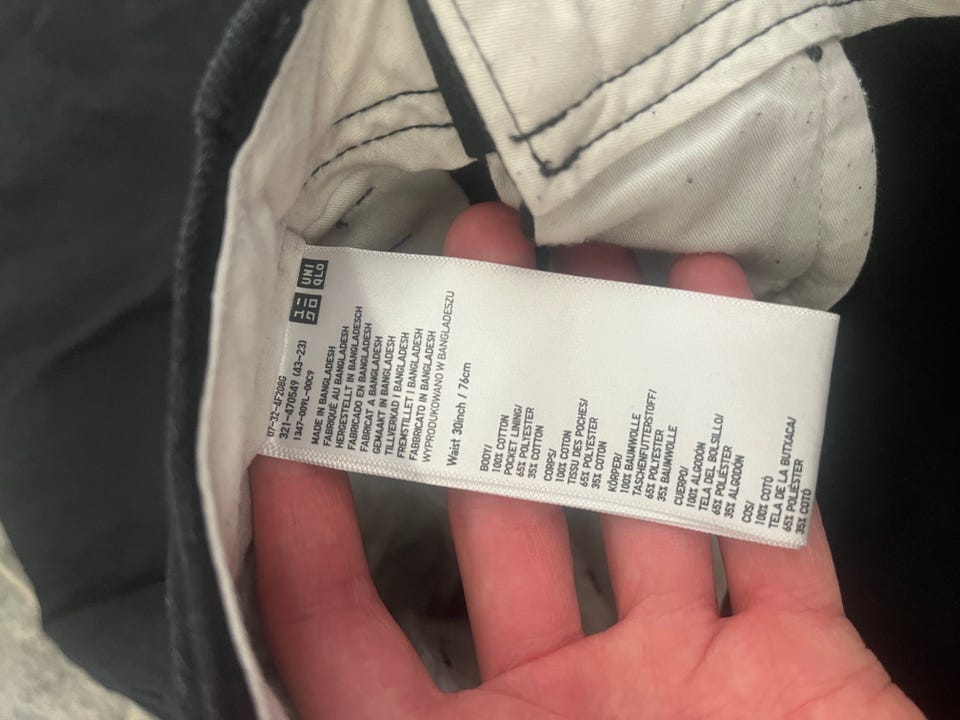 UNI
QLO
07-32-4F208G
321-470549 (43-23)
1347-009L-00C9
MADE IN BANGLADESH
FABRIQUÉ AU BANGLADESH
HERGESTELLT IN BANGLADESCH
FABRICADO EN BANGLADESH
FABRICAT A BANGLADESH
GEMAAKT IN BANGLADESH
TILLVERKAD I BANGLADESH
FREMSTILLET I BANGLADESH
FABBRICATO IN BANGLADESH
WYPRODUKOWANO W BANGLADESZU
Waist 30inch / 76cm
BODY/
100% COTTON
POCKET LINING/
65% POLYESTER
35% COTTON
CORPS/
100% COTON
TISSU DES POCHES/
65% POLYESTER
35% COTON
KÖRPER/
100% BAUMWOLLE
TASCHENFUTTERSTOFF/
65% POLYESTER
35% BAUMWOLLE
CUERPO/
100% ALGODÓN
TELA DEL BOLSILLO/
65% POLIÉSTER
35% ALGODÓN
COS/
100% COTÓ
TELA DE LA BUTXACA/
65% POLIÈSTER
35% COTÓ